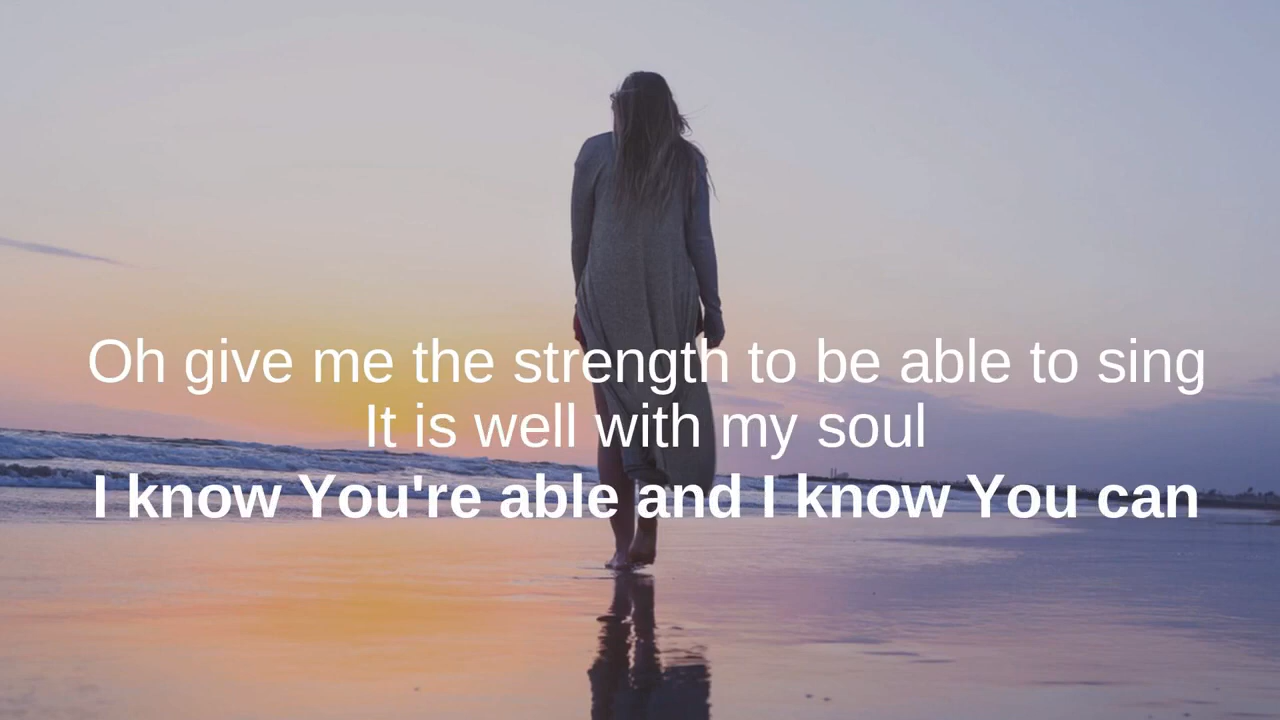 Oh give me the strength to be able to sing
It is well with my soul
I know You're able and I know You can